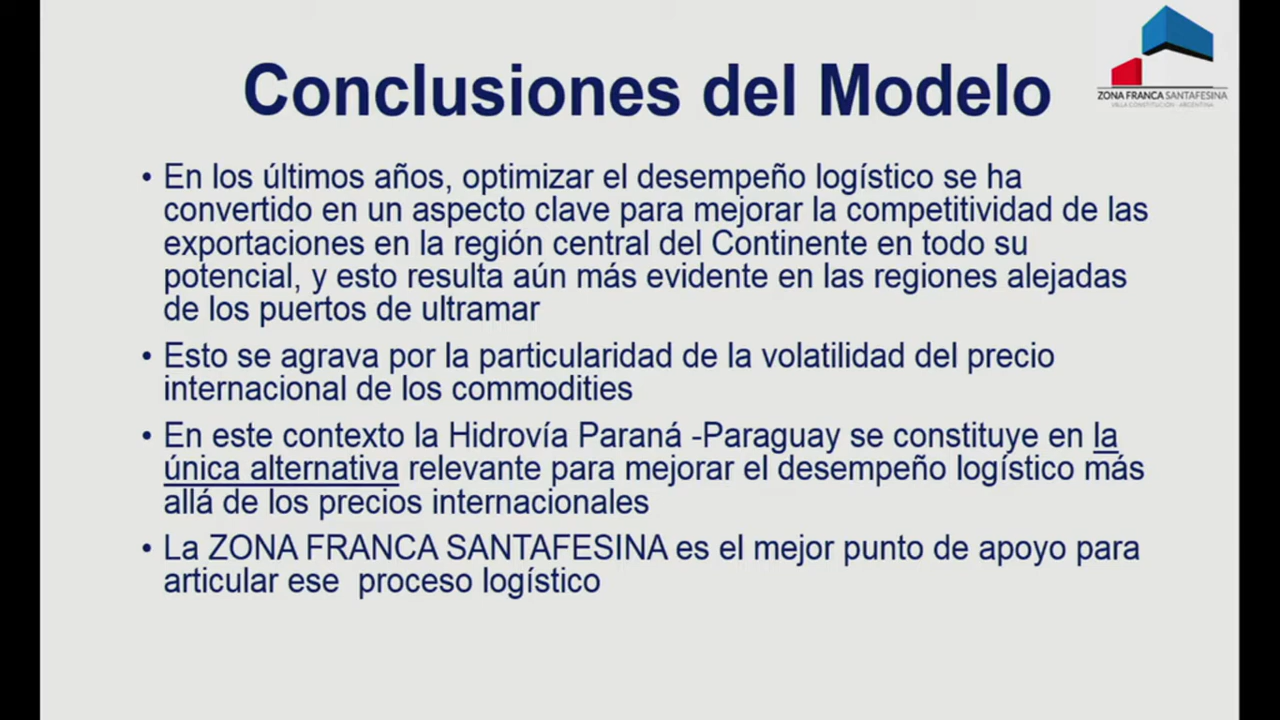 Conclusiones del Modelo
ZONA FRANCA SANTAFESINA
VILLA CONSTITUCIÓN - ARGENTINA
• En los últimos años, optimizar el desempeño logístico se ha
convertido en un aspecto clave para mejorar la competitividad de las
exportaciones en la región central del Continente en todo su
potencial, y esto resulta aún más evidente en las regiones alejadas
de los puertos de ultramar
• Esto se agrava por la particularidad de la volatilidad del precio
internacional de los commodities
• En este contexto la Hidrovía Paraná -Paraguay se constituye en la
única alternativa relevante para mejorar el desempeño logístico más
allá de los precios internacionales
• La ZONA FRANCA SANTAFESINA es el mejor punto de apoyo para
articular ese  proceso logístico